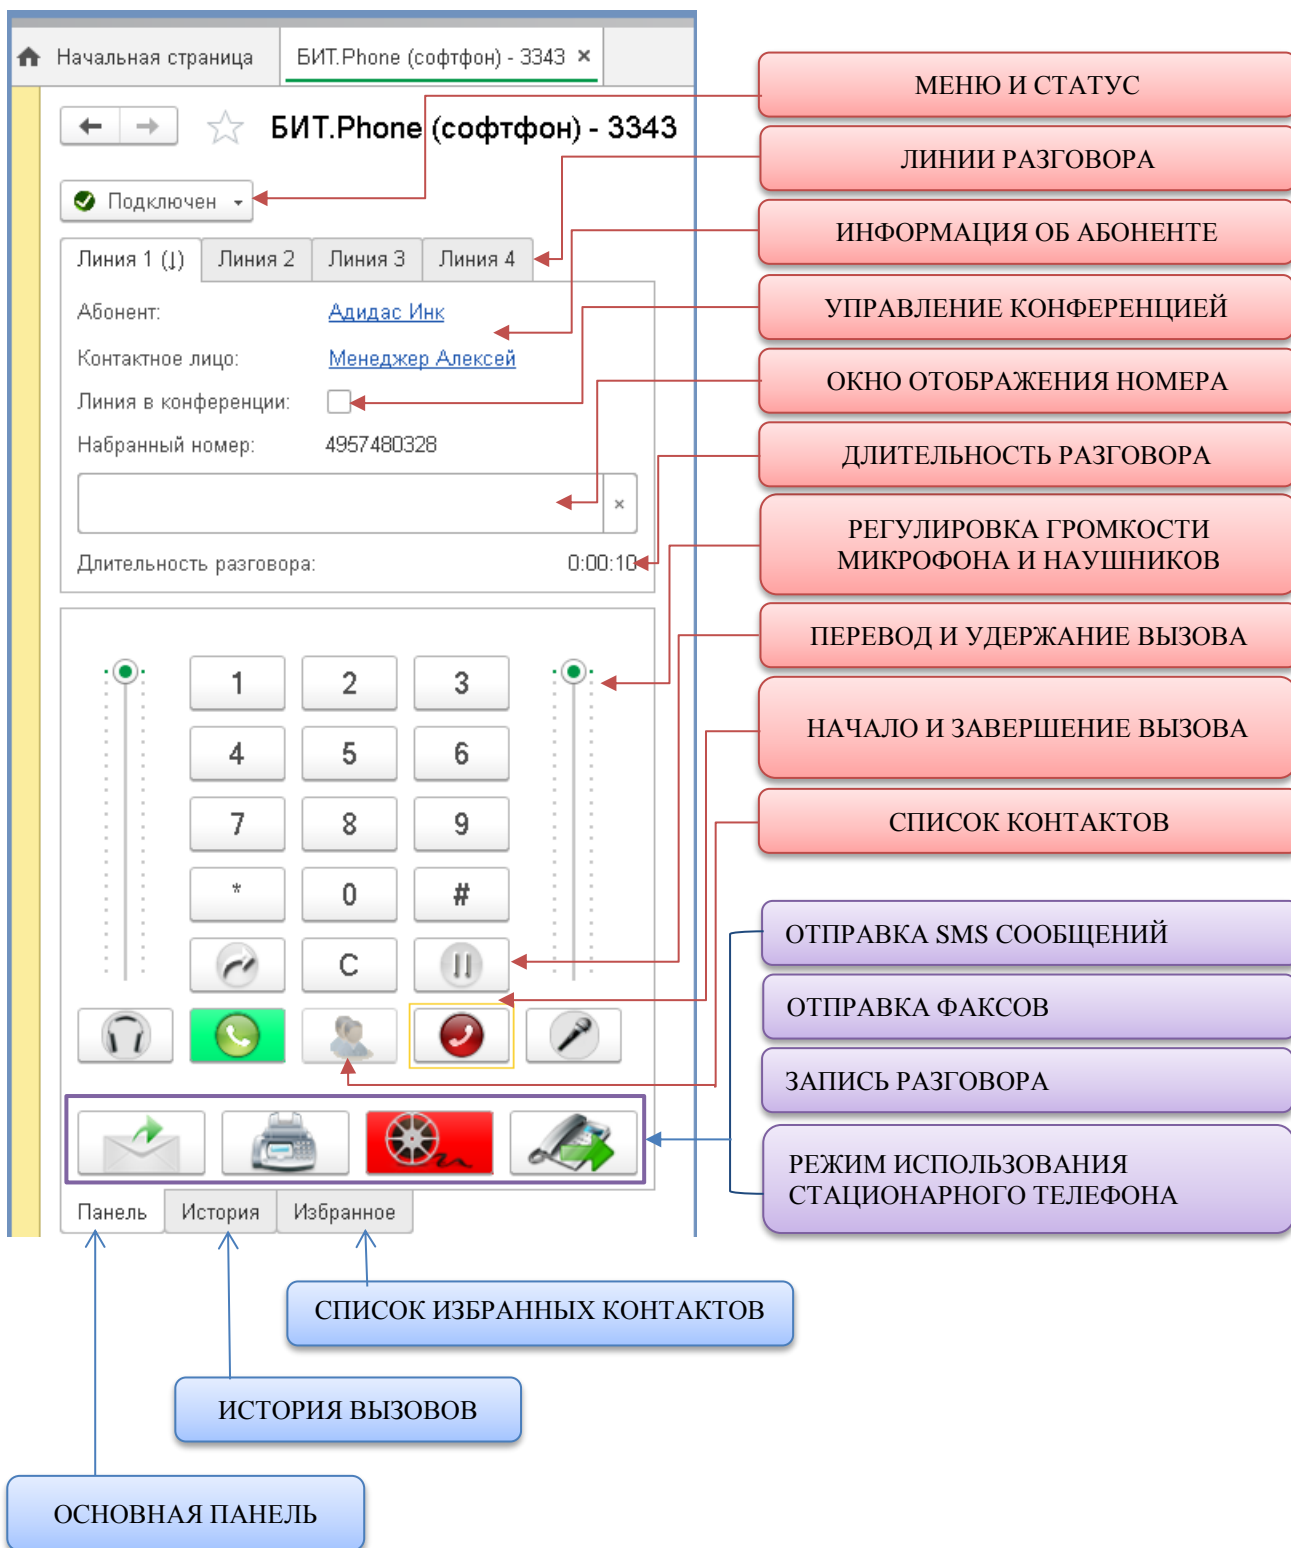 Начальная страница
БИТ.Phone (софтфон) - 3343 ×
БИТ.Phone (софтфон) - 3343
Подключен
Линия 1 (↓)
Линия 2
Линия 3
Линия 4
Абонент:
Адидас Инк
Контактное лицо:
Менеджер Алексей
Линия в конференции:
Набранный номер:
4957480328
×
Длительность разговора:
0:00:10
1
2
3
4
5
6
7
8
9
*
0
#
C
Панель
История
Избранное
МЕНЮ И СТАТУС
ЛИНИИ РАЗГОВОРА
ИНФОРМАЦИЯ ОБ АБОНЕНТЕ
УПРАВЛЕНИЕ КОНФЕРЕНЦИЕЙ
ОКНО ОТОБРАЖЕНИЯ НОМЕРА
ДЛИТЕЛЬНОСТЬ РАЗГОВОРА
РЕГУЛИРОВКА ГРОМКОСТИ
МИКРОФОНА И НАУШНИКОВ
ПЕРЕВОД И УДЕРЖАНИЕ ВЫЗОВА
НАЧАЛО И ЗАВЕРШЕНИЕ ВЫЗОВА
СПИСОК КОНТАКТОВ
ОТПРАВКА SMS СООБЩЕНИЙ
ОТПРАВКА ФАКСОВ
ЗАПИСЬ РАЗГОВОРА
РЕЖИМ ИСПОЛЬЗОВАНИЯ
СТАЦИОНАРНОГО ТЕЛЕФОНА
СПИСОК ИЗБРАННЫХ КОНТАКТОВ
ИСТОРИЯ ВЫЗОВОВ
ОСНОВНАЯ ПАНЕЛЬ